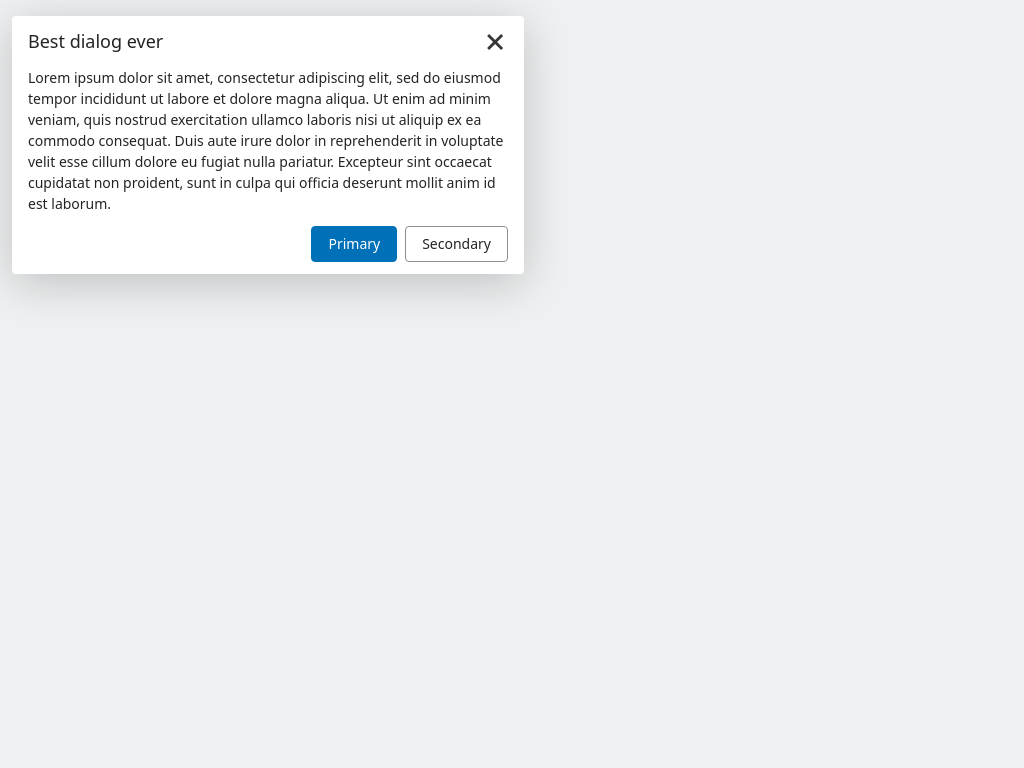 Best dialog ever
Lorem ipsum dolor sit amet, consectetur adipiscing elit, sed do eiusmod
tempor incididunt ut labore et dolore magna aliqua. Ut enim ad minim
veniam, quis nostrud exercitation ullamco laboris nisi ut aliquip ex ea
commodo consequat. Duis aute irure dolor in reprehenderit in voluptate
velit esse cillum dolore eu fugiat nulla pariatur. Excepteur sint occaecat
cupidatat non proident, sunt in culpa qui officia deserunt mollit anim id
est laborum.
Primary
Secondary